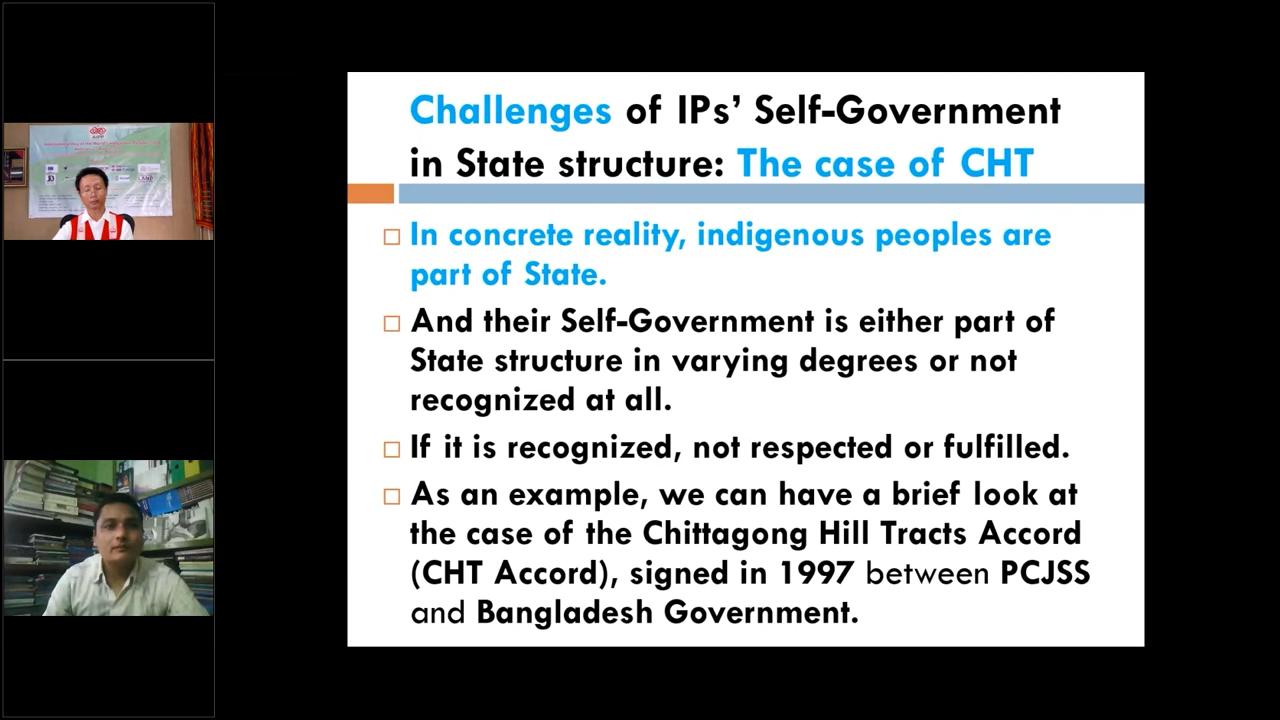 Challenges of IPs’ Self-Government
in State structure: The case of CHT
In concrete reality, indigenous peoples are
part of State.
And their Self-Government is either part of
State structure in varying degrees or not
recognized at all.
If it is recognized, not respected or fulfilled.
As an example, we can have a brief look at
the case of the Chittagong Hill Tracts Accord
(CHT Accord), signed in 1997 between PCJSS
and Bangladesh Government.
AIPP